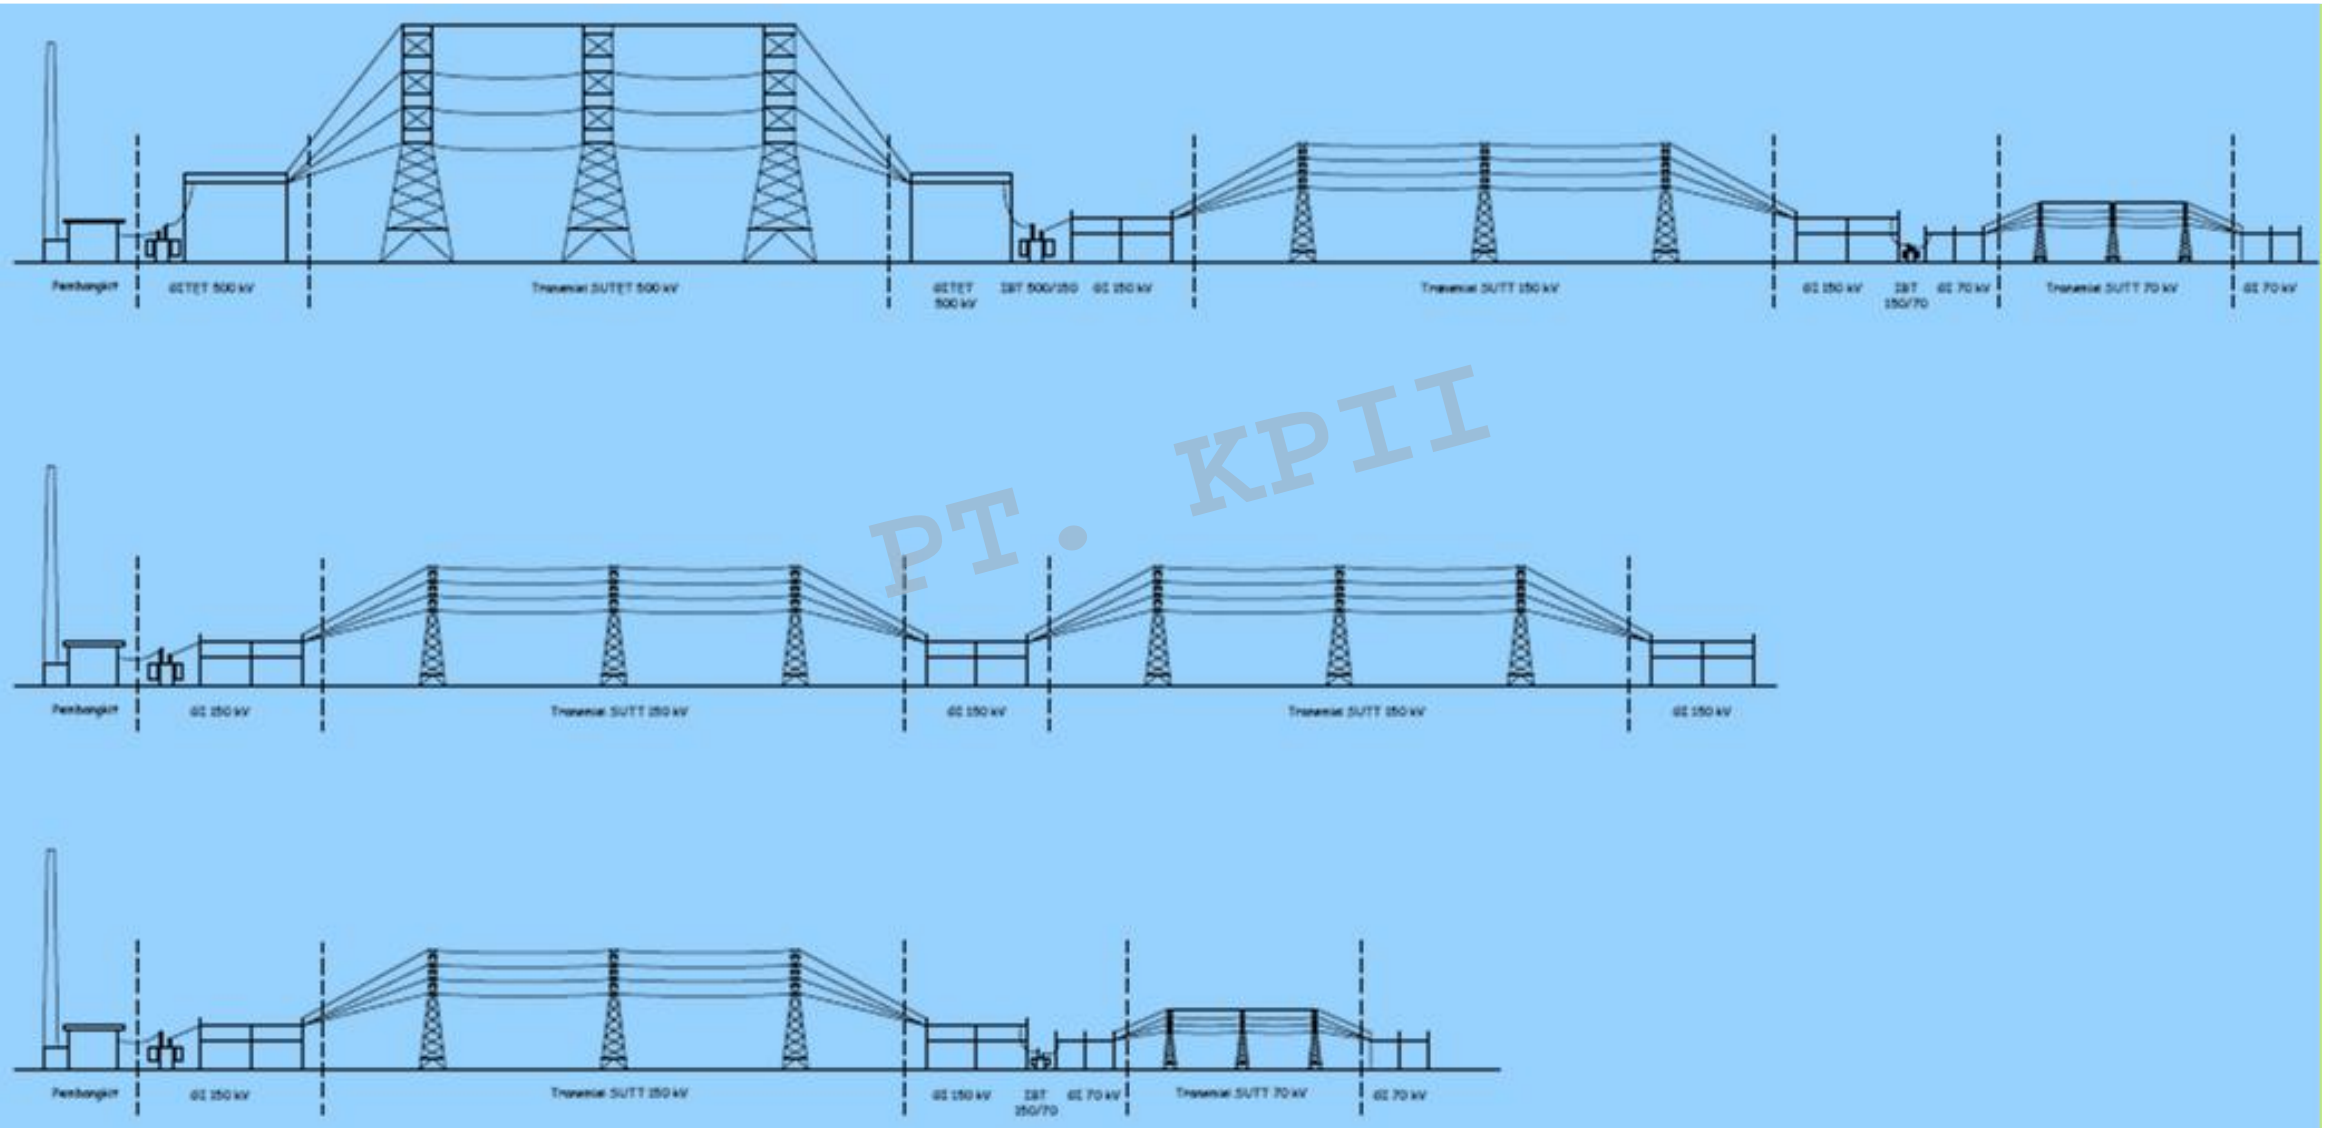 Pembangkit GITET 500 kV Transmisi SUTET 500 kV GITET 500 kV IBT 500/150 GI 150 kV Transmisi SUTT 150 kV GI 150 kV IBT 150/70 GI 70 kV Transmisi SUTT 70 kV GI 70 kV
PT. KPII
Pembangkit GI 150 kV Transmisi SUTT 150 kV GI 150 kV Transmisi SUTT 150 kV GI 150 kV
Pembangkit GI 150 kV Transmisi SUTT 150 kV GI 150 kV IBT 150/70 GI 70 kV Transmisi SUTT 70 kV GI 70 kV